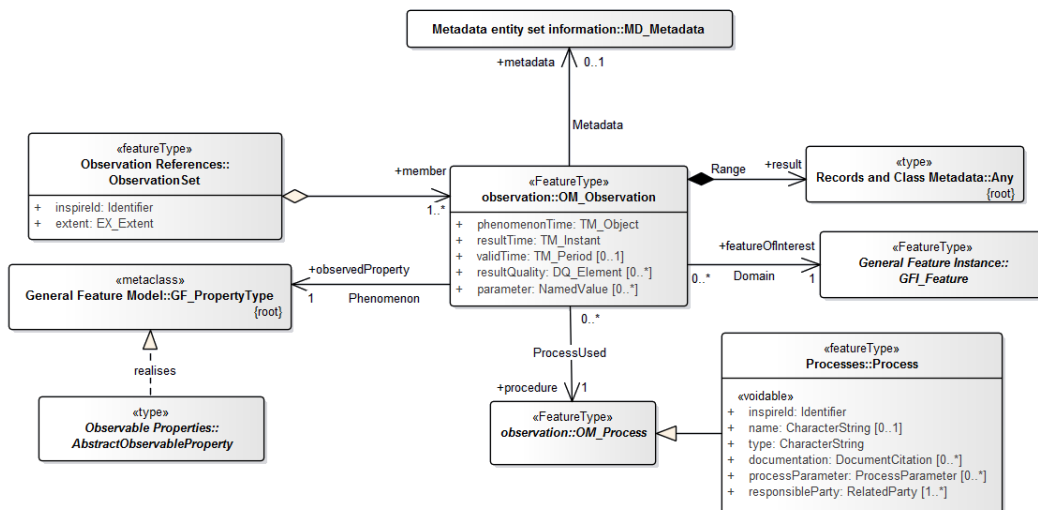 Metadata entity set information::MD_Metadata
+metadata 0..1
Metadata
«featureType»
Observation References::
ObservationSet
+ inspireId: Identifier
+ extent: EX_Extent
+member
1..*
«FeatureType»
observation::OM_Observation
+ phenomenonTime: TM_Object
+ resultTime: TM_Instant
+ validTime: TM_Period [0..1]
+ resultQuality: DQ_Element [0..*]
+ parameter: NamedValue [0..*]
Range +result
«type»
Records and Class Metadata::Any
{root}
+featureOfInterest
0..* Domain 1
«FeatureType»
General Feature Instance::
GFI_Feature
«metaclass»
General Feature Model::GF_PropertyType
{root}
+observedProperty
1 Phenomenon
realises
«type»
Observable Properties::
AbstractObservableProperty
0..*
ProcessUsed
+procedure 1
«FeatureType»
observation::OM_Process
«featureType»
Processes::Process
«voidable»
+ inspireId: Identifier
+ name: CharacterString [0..1]
+ type: CharacterString
+ documentation: DocumentCitation [0..*]
+ processParameter: ProcessParameter [0..*]
+ responsibleParty: RelatedParty [1..*]